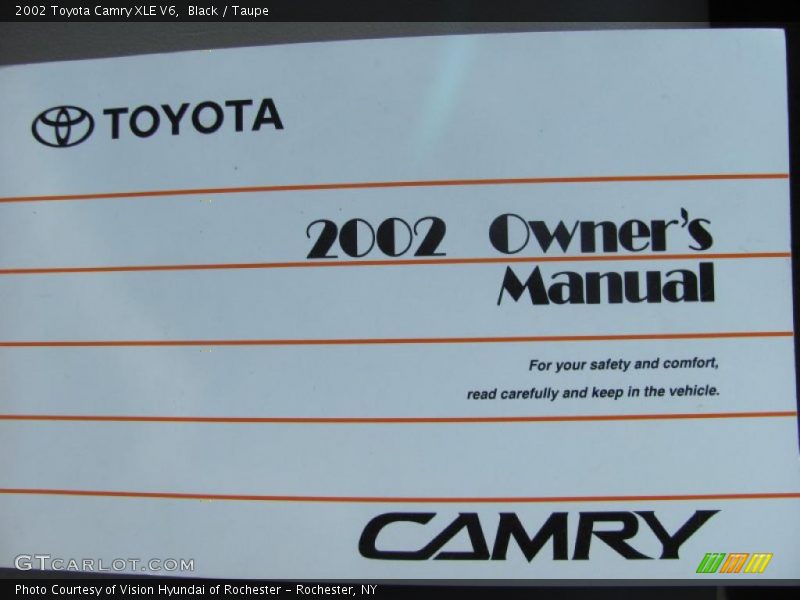 2002 Toyota Camry XLE V6,  Black / Taupe
TOYOTA
2002 Owner's
Manual
For your safety and comfort,
read carefully and keep in the vehicle.
CAMRY
GTCARLOT.COM
Photo Courtesy of Vision Hyundai of Rochester – Rochester, NY